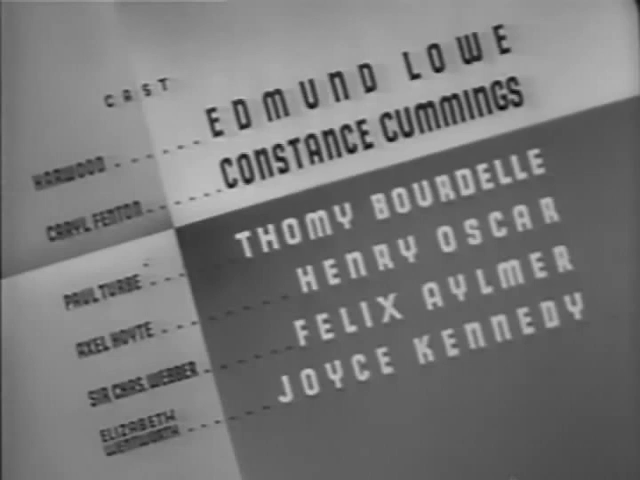 CAST
HARWOOD EDMUND LOWE
CARYL FENTON CONSTANCE CUMMINGS
PAUL TURBE THOMY BOURDELLE
AXEL HOYTE HENRY OSCAR
SIR CHAS. WEBBER FELIX AYLMER
ELIZABETH WENTWORTH JOYCE KENNEDY